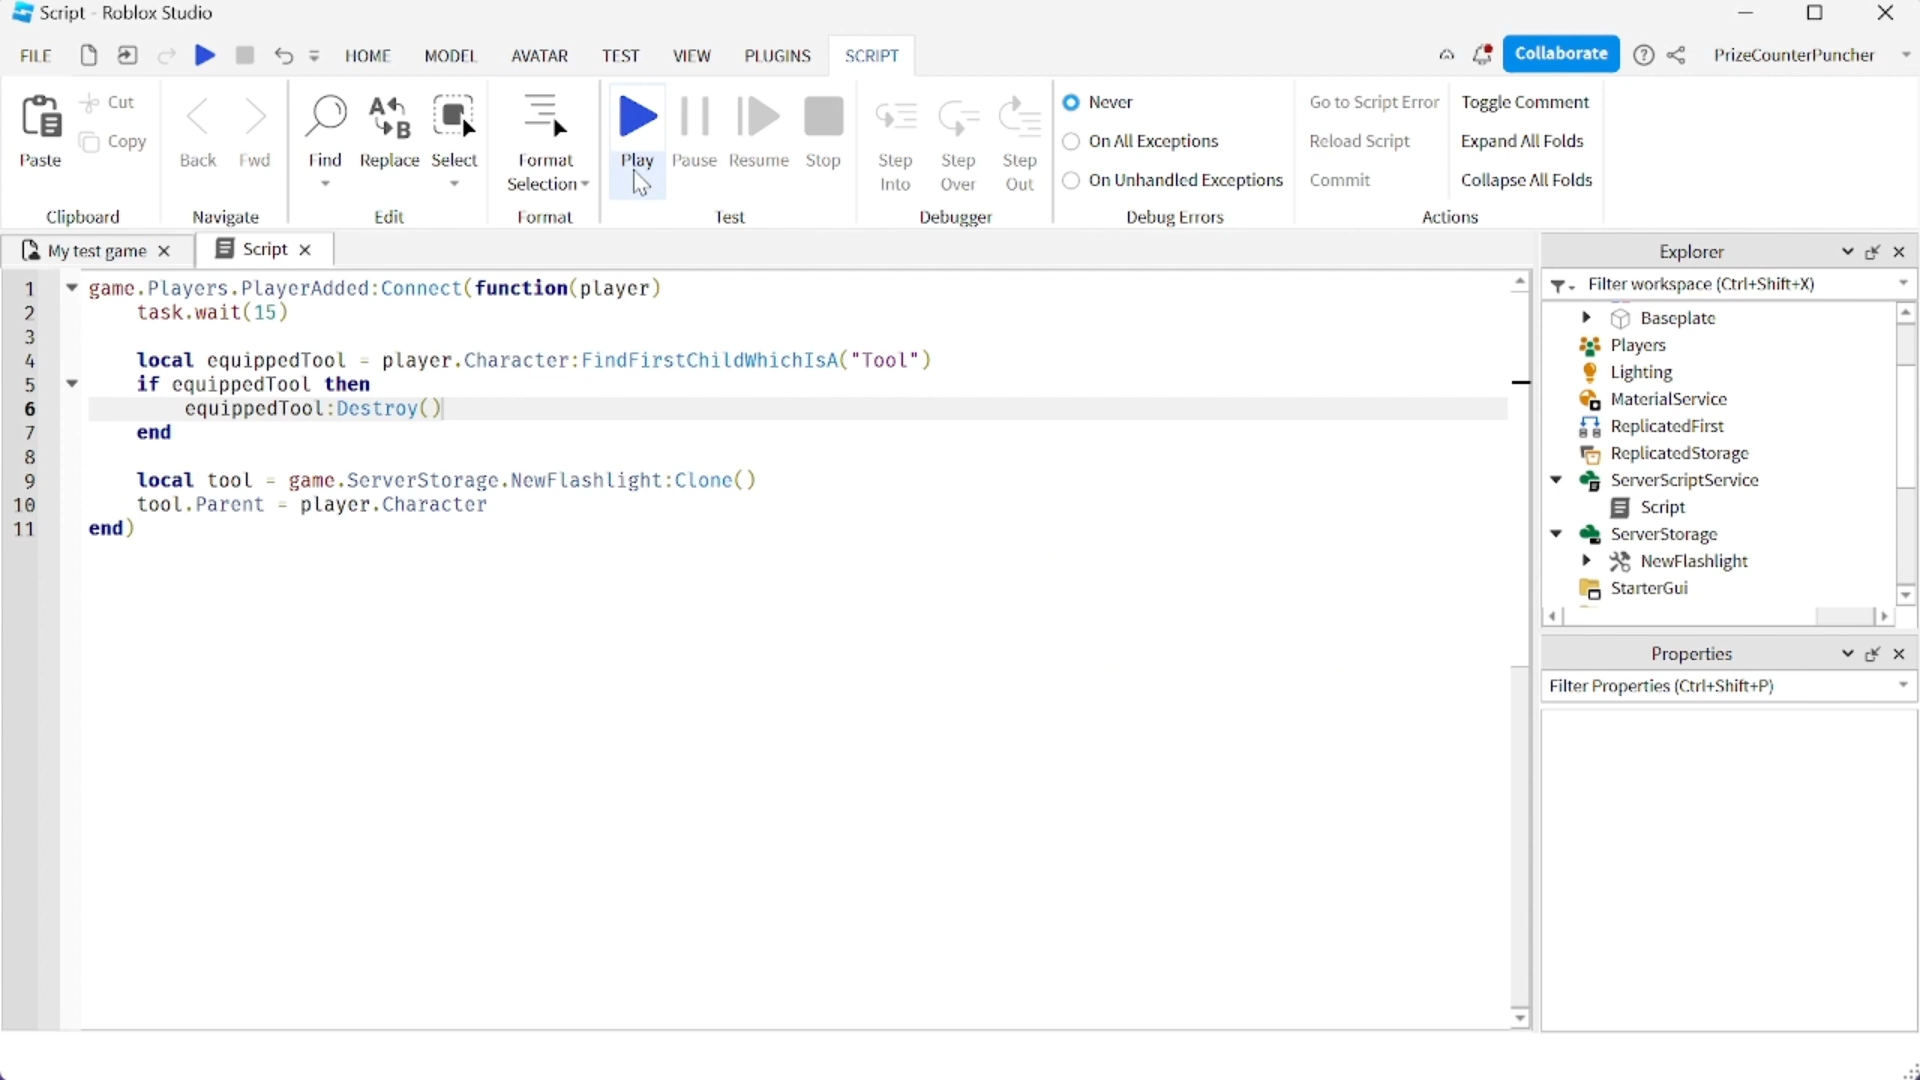 Script - Roblox Studio
FILE HOME MODEL AVATAR TEST VIEW PLUGINS SCRIPT Collaborate PrizeCounterPuncher
Paste Cut Copy Clipboard
Back Fwd Navigate
Find Replace Select Edit
Format Selection Format
Play Pause Resume Stop Test
Step Into Step Over Step Out Debugger
Never
On All Exceptions
On Unhandled Exceptions
Debug Errors
Go to Script Error Toggle Comment
Reload Script Expand All Folds
Commit Collapse All Folds
Actions
My test game Script
1 game.Players.PlayerAdded:Connect(function(player)
2 task.wait(15)
3
4 local equippedTool = player.Character:FindFirstChildWhichIsA("Tool")
5 if equippedTool then
6 equippedTool:Destroy()
7 end
8
9 local tool = game.ServerStorage.NewFlashlight:Clone()
10 tool.Parent = player.Character
11 end)
Explorer
Filter workspace (Ctrl+Shift+X)
Baseplate
Players
Lighting
MaterialService
ReplicatedFirst
ReplicatedStorage
ServerScriptService
Script
ServerStorage
NewFlashlight
StarterGui
Properties
Filter Properties (Ctrl+Shift+P)